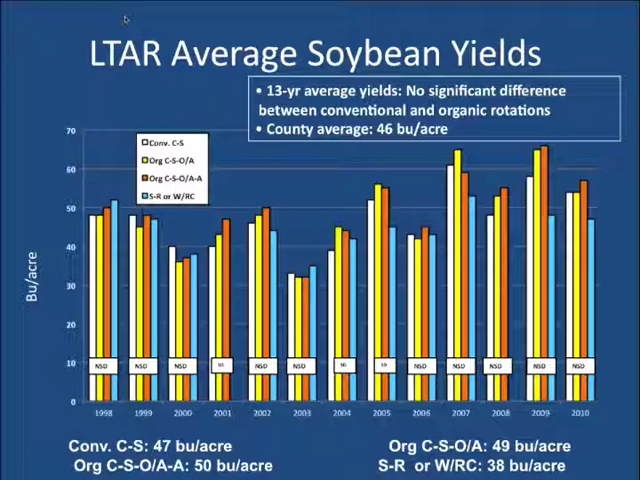 LTAR Average Soybean Yields
• 13-yr average yields: No significant difference
between conventional and organic rotations
• County average: 46 bu/acre
Conv. C-S
Org C-S-O/A
Org C-S-O/A-A
S-R or W/RC
Bu/acre
70
60
50
40
30
20
10
0
NSD NSD NSD SD NSD NSD SD SD NSD NSD NSD NSD NSD
1998 1999 2000 2001 2002 2003 2004 2005 2006 2007 2008 2009 2010
Conv. C-S: 47 bu/acre
Org C-S-O/A: 49 bu/acre
Org C-S-O/A-A: 50 bu/acre
S-R or W/RC: 38 bu/acre